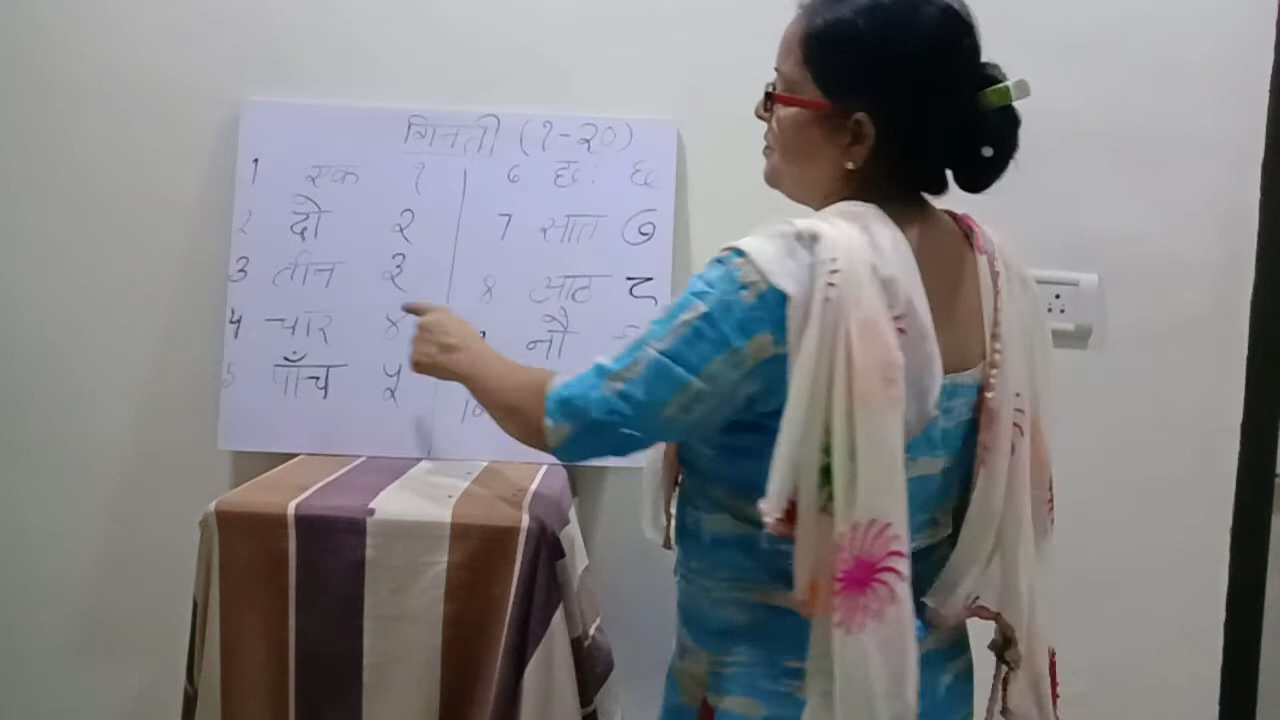 गिनती (१-२०)
1 एक १
2 दो २
3 तीन ३
4 चार ४
5 पाँच ५
6 छः ६
7 सात ७
8 आठ ८
नौ
10